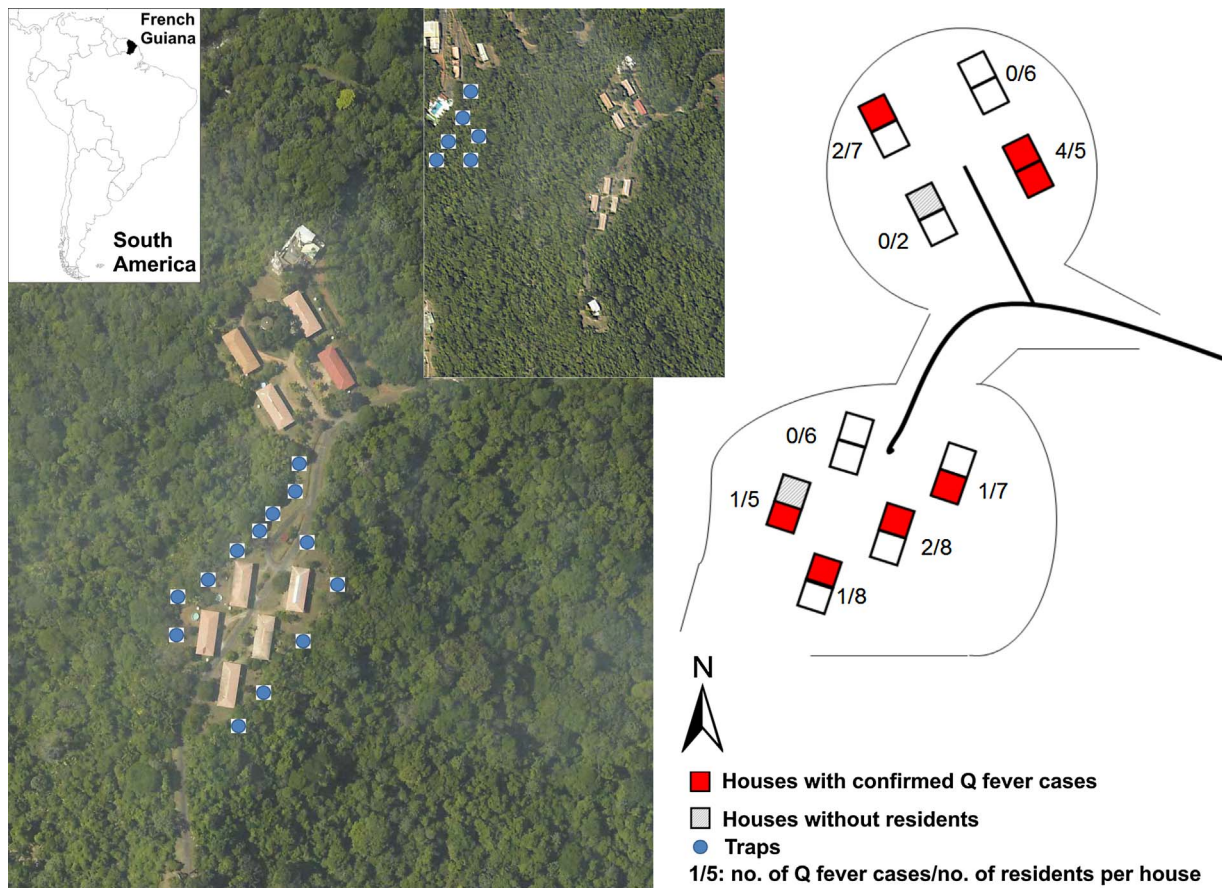 French
Guiana
South
America
0/6
2/7
4/5
0/2
0/6
1/5
1/7
2/8
1/8
N
Houses with confirmed Q fever cases
Houses without residents
Traps
1/5: no. of Q fever cases/no. of residents per house